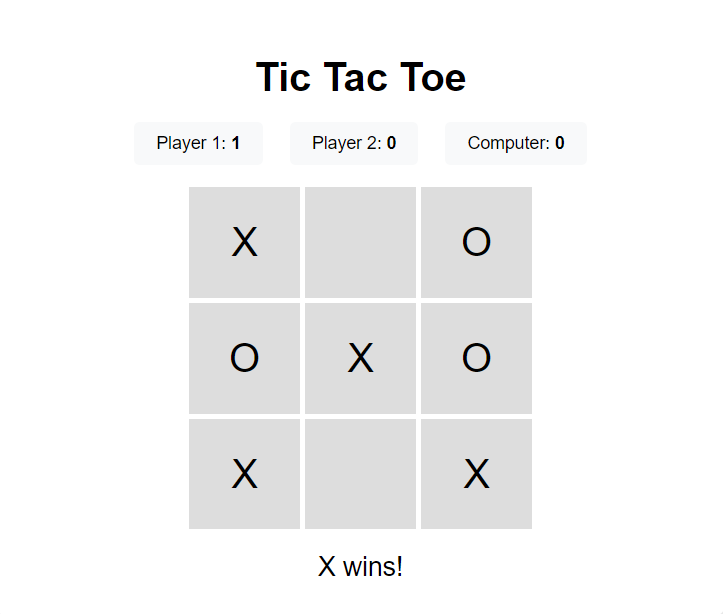 Tic Tac Toe
Player 1: 1 Player 2: 0 Computer: 0
X O
O X O
X X
X wins!